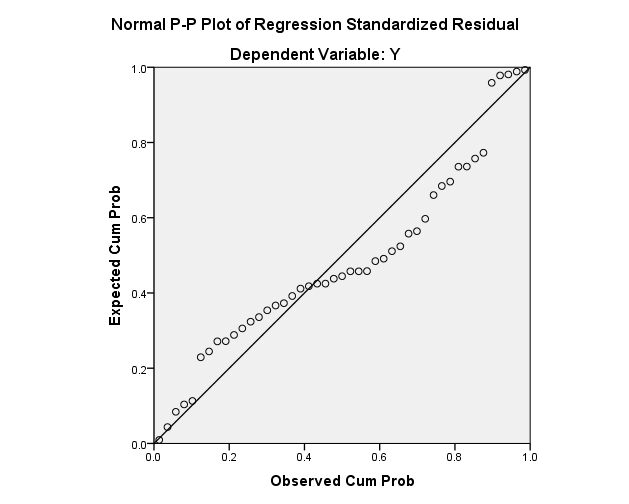 Normal P-P Plot of Regression Standardized Residual
Dependent Variable: Y
1.0
0.8
0.6
0.4
0.2
0.0
Expected Cum Prob
0.0 0.2 0.4 0.6 0.8 1.0
Observed Cum Prob